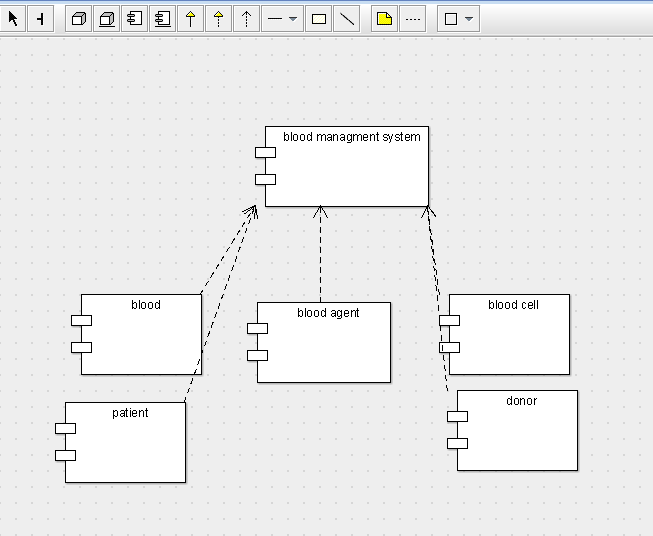 blood managment system
blood
blood agent
blood cell
patient
donor